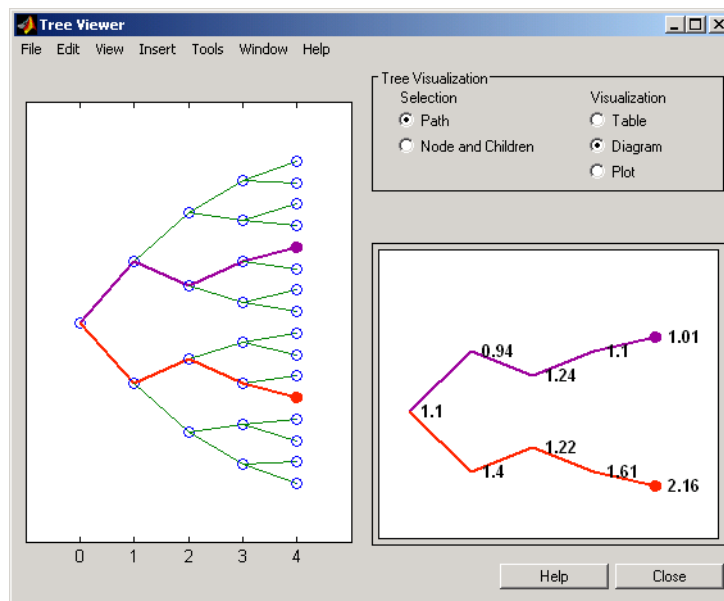 Tree Viewer
File Edit View Insert Tools Window Help
Tree Visualization
Selection Visualization
Path Table
Node and Children Diagram
Plot
0 1 2 3 4
1.1 0.94 1.24 1.1 1.01
1.4 1.22 1.61 2.16
Help Close